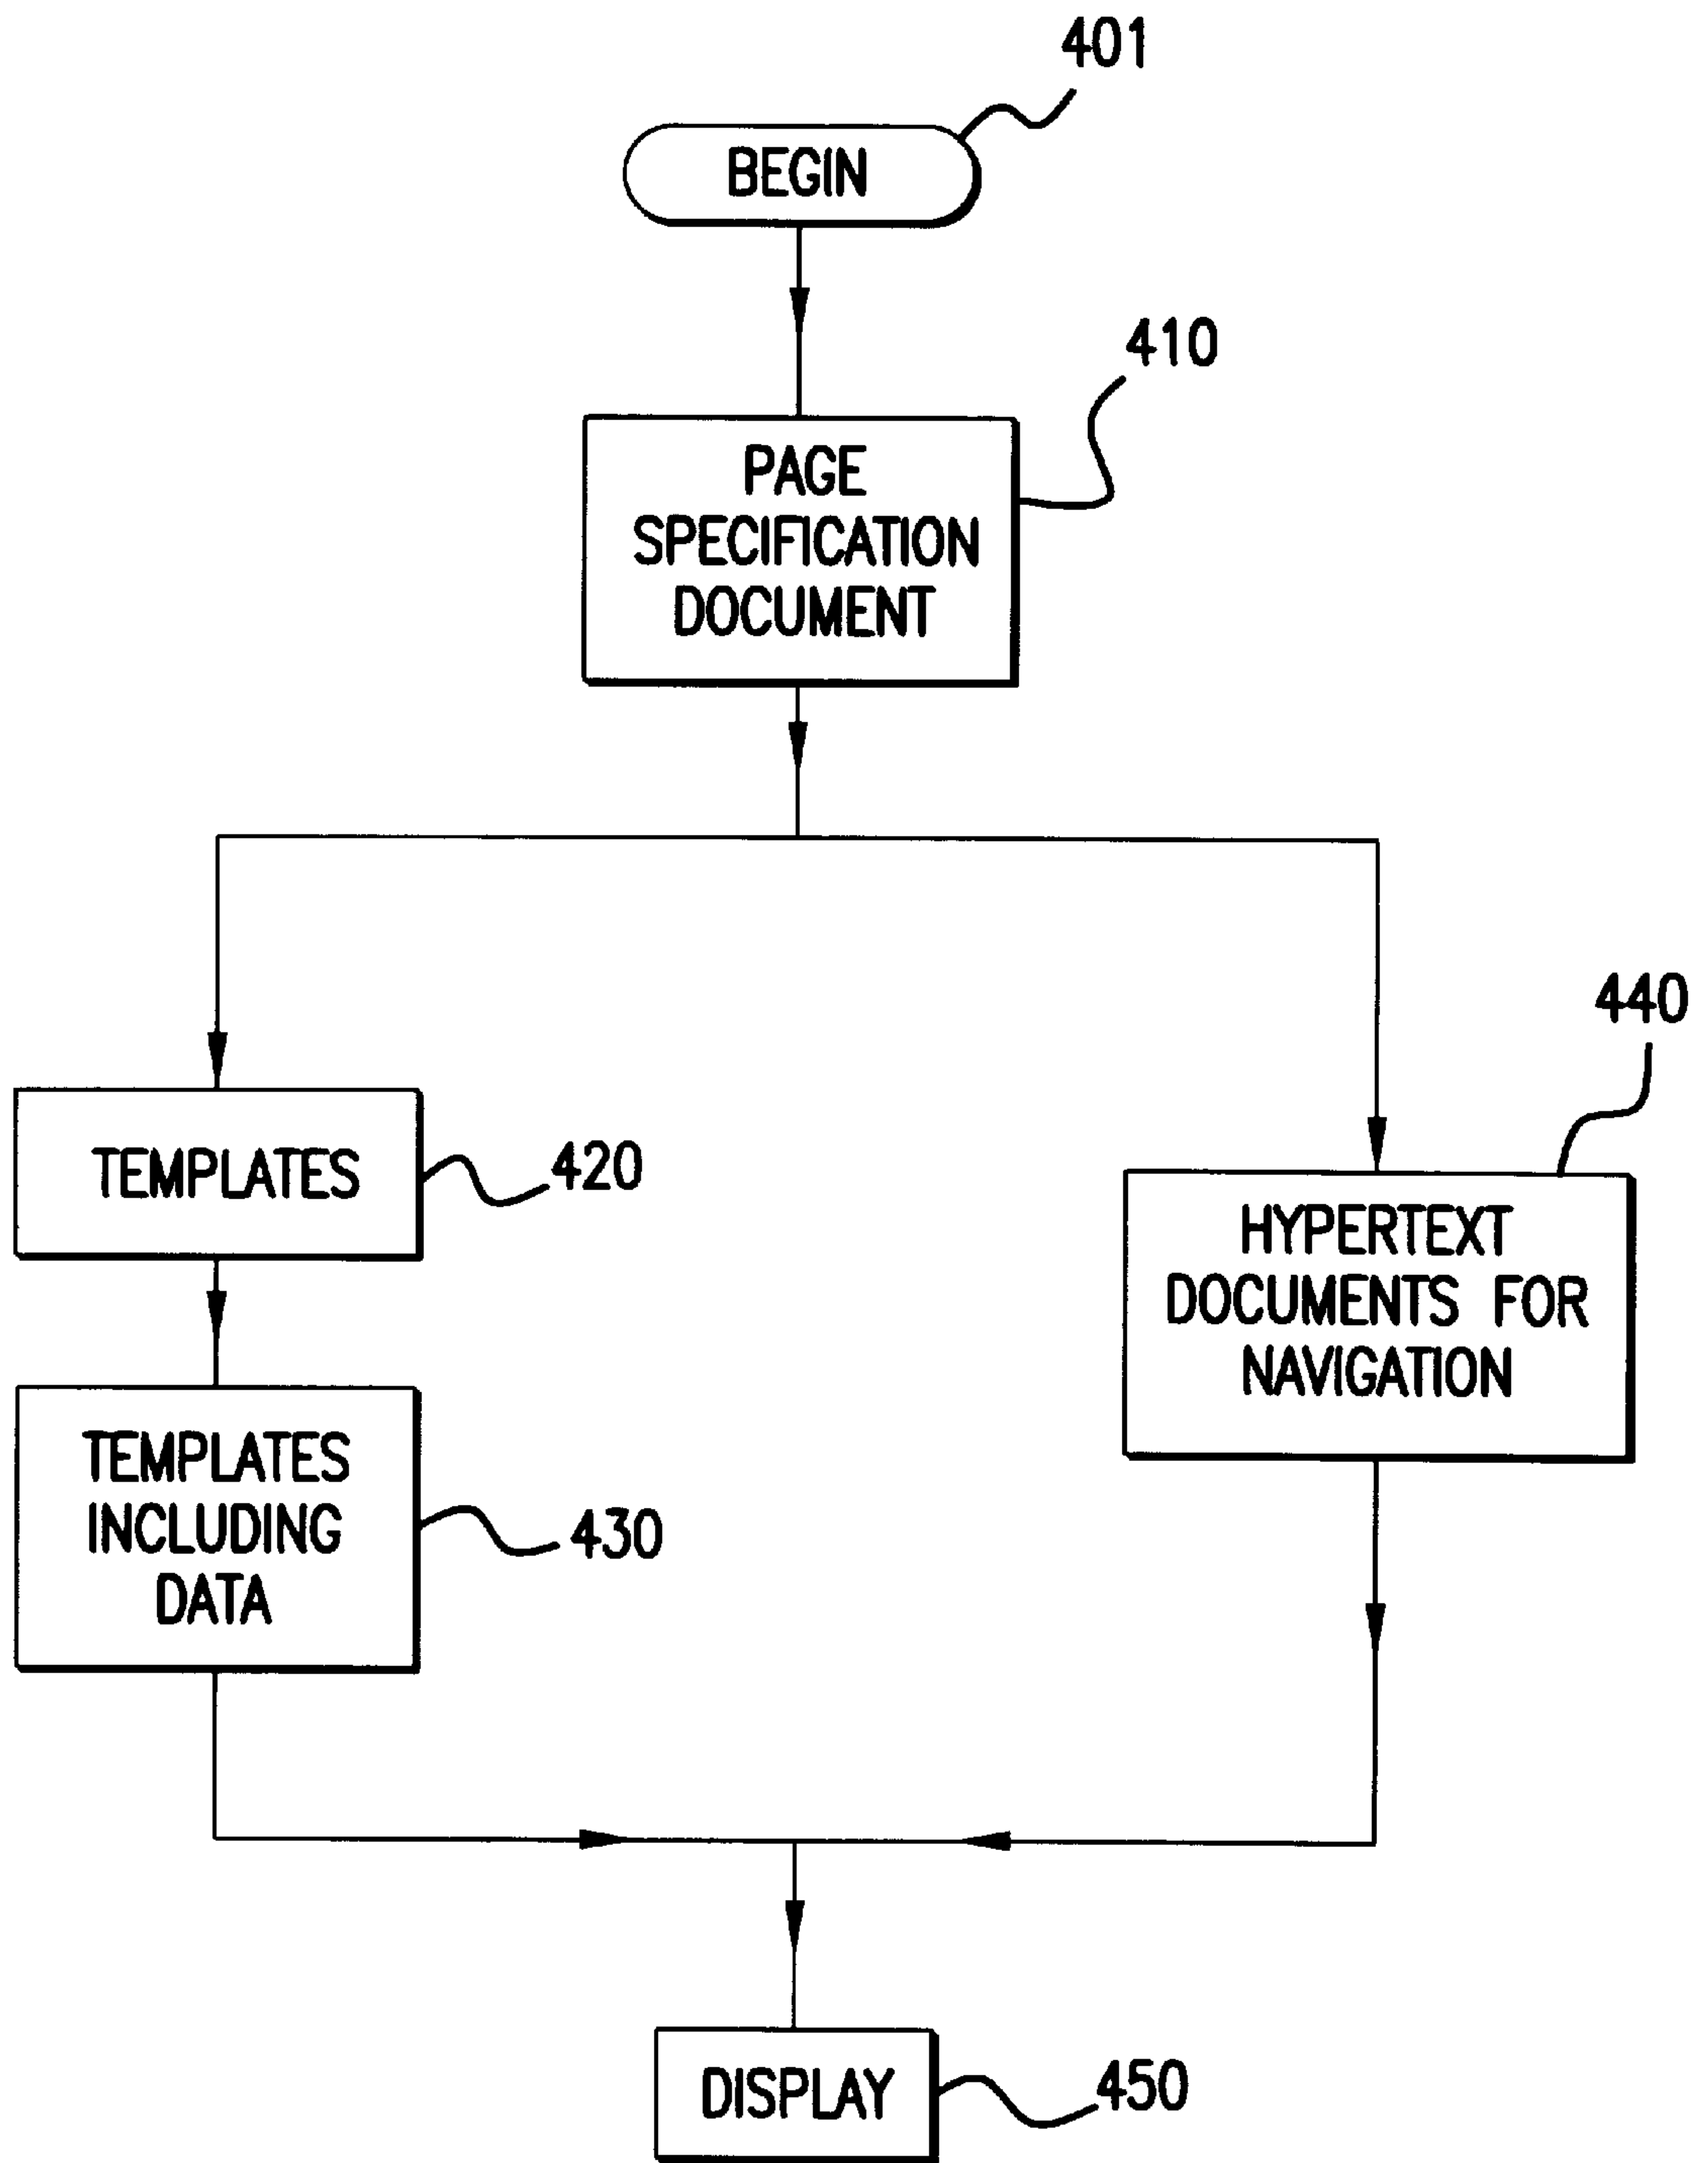 401
BEGIN
410
PAGE
SPECIFICATION
DOCUMENT
440
TEMPLATES
420
HYPERTEXT
DOCUMENTS FOR
NAVIGATION
TEMPLATES
INCLUDING
DATA
430
DISPLAY
450